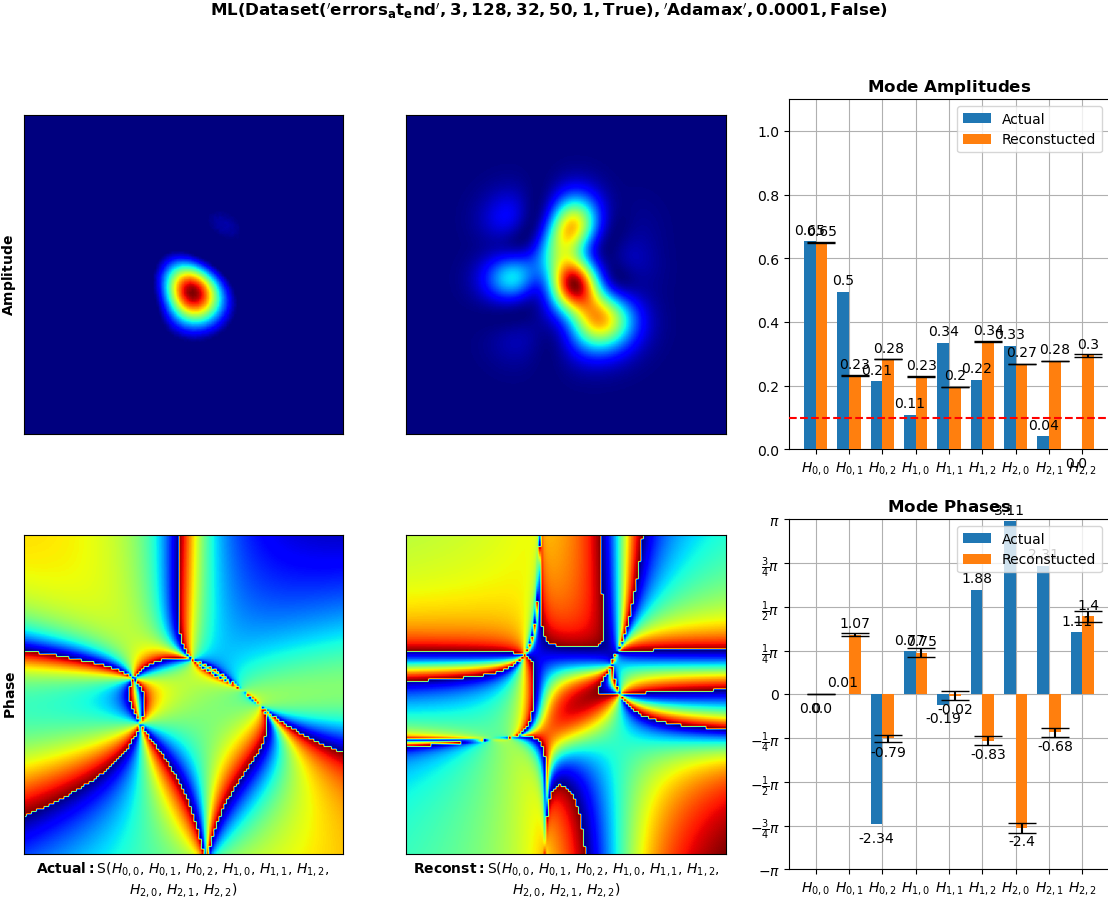 ML(Dataset('errors_at_end', 3, 128, 32, 50, 1, True), 'Adamax', 0.0001, False)
Mode Amplitudes
Amplitude
1.0
0.8
0.6
0.4
0.2
0.0
Actual
Reconstucted
0.65
0.65
0.5
0.23
0.21
0.28
0.11
0.23
0.34
0.2
0.22
0.34
0.33
0.27
0.04
0.28
0.0
0.3
H0,0 H0,1 H0,2 H1,0 H1,1 H1,2 H2,0 H2,1 H2,2
Mode Phases
Phase
π
3/4π
1/2π
1/4π
0
−1/4π
−1/2π
−3/4π
−π
Actual
Reconstucted
0.0
0.0
0.01
1.07
-2.34
-0.79
0.77
0.75
-0.19
-0.02
1.88
-0.83
3.11
-2.4
2.31
-0.68
1.11
1.4
H0,0 H0,1 H0,2 H1,0 H1,1 H1,2 H2,0 H2,1 H2,2
Actual: S(H0,0, H0,1, H0,2, H1,0, H1,1, H1,2,
H2,0, H2,1, H2,2)
Reconst: S(H0,0, H0,1, H0,2, H1,0, H1,1, H1,2,
H2,0, H2,1, H2,2)